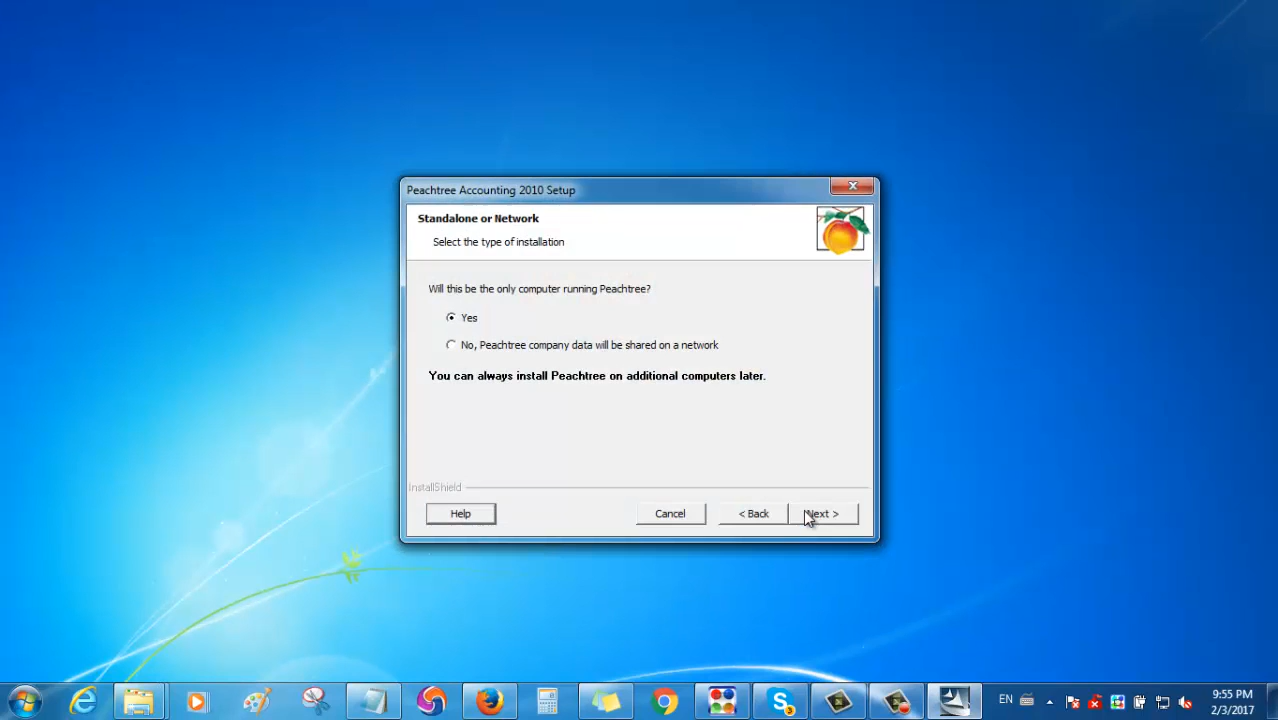 Peachtree Accounting 2010 Setup
Standalone or Network
Select the type of installation
Will this be the only computer running Peachtree?
Yes
No, Peachtree company data will be shared on a network
You can always install Peachtree on additional computers later.
InstallShield
Help
Cancel
< Back
Next >
EN
9:55 PM
2/3/2017